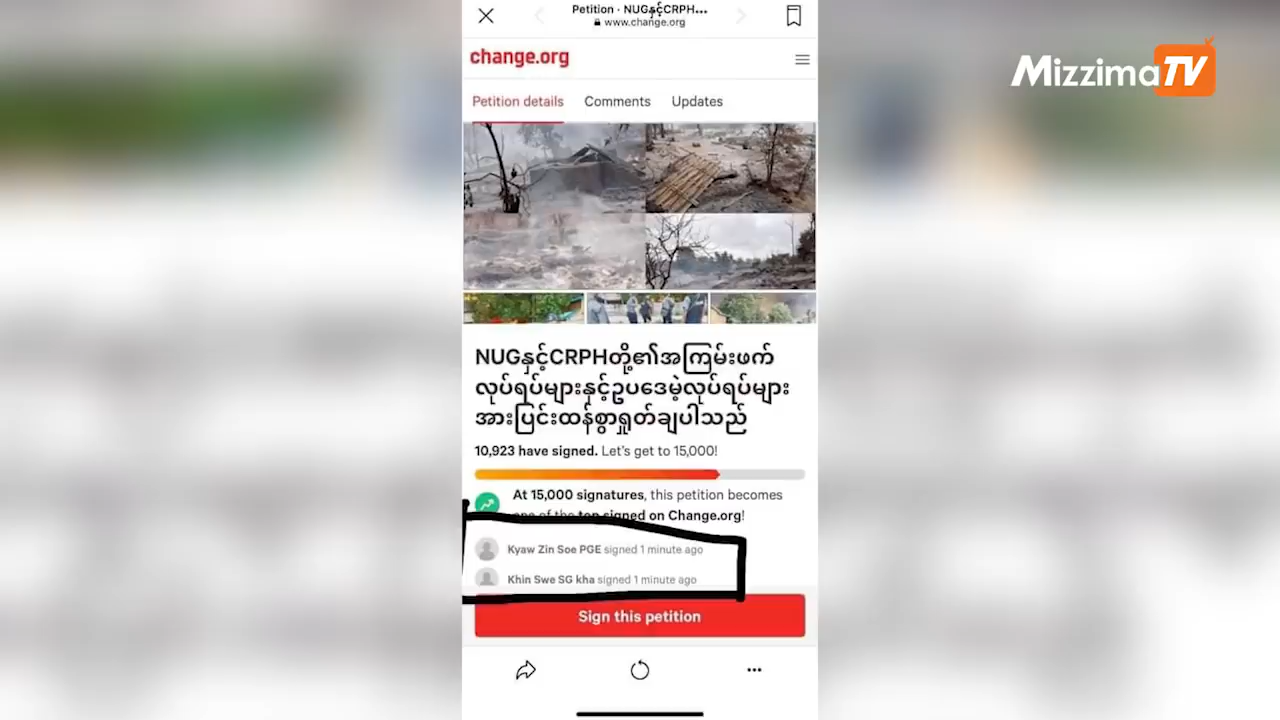 Petition · NUGနှင့်CRPH...
www.change.org
MizzimaTV
change.org
Petition details Comments Updates
NUGနှင့်CRPHတို့၏အကြမ်းဖက်
လုပ်ရပ်များနှင့်ဥပဒေမဲ့လုပ်ရပ်များ
အားပြင်းထန်စွာရှုတ်ချပါသည်
10,923 have signed. Let's get to 15,000!
At 15,000 signatures, this petition becomes
one of the top signed on Change.org!
Kyaw Zin Soe PGE signed 1 minute ago
Khin Swe SG kha signed 1 minute ago
Sign this petition